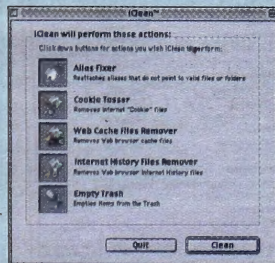 iClean™
iClean will perform these actions:
Click down buttons for actions you wish iClean to perform:
Alias Fixer
Reattaches aliases that do not point to valid files or folders
Cookie Tosser
Removes Internet "Cookie" files
Web Cache Files Remover
Removes Web browser cache files
Internet History Files Remover
Removes Web browser Internet History files
Empty Trash
Empties items from the Trash
Quit
Clean